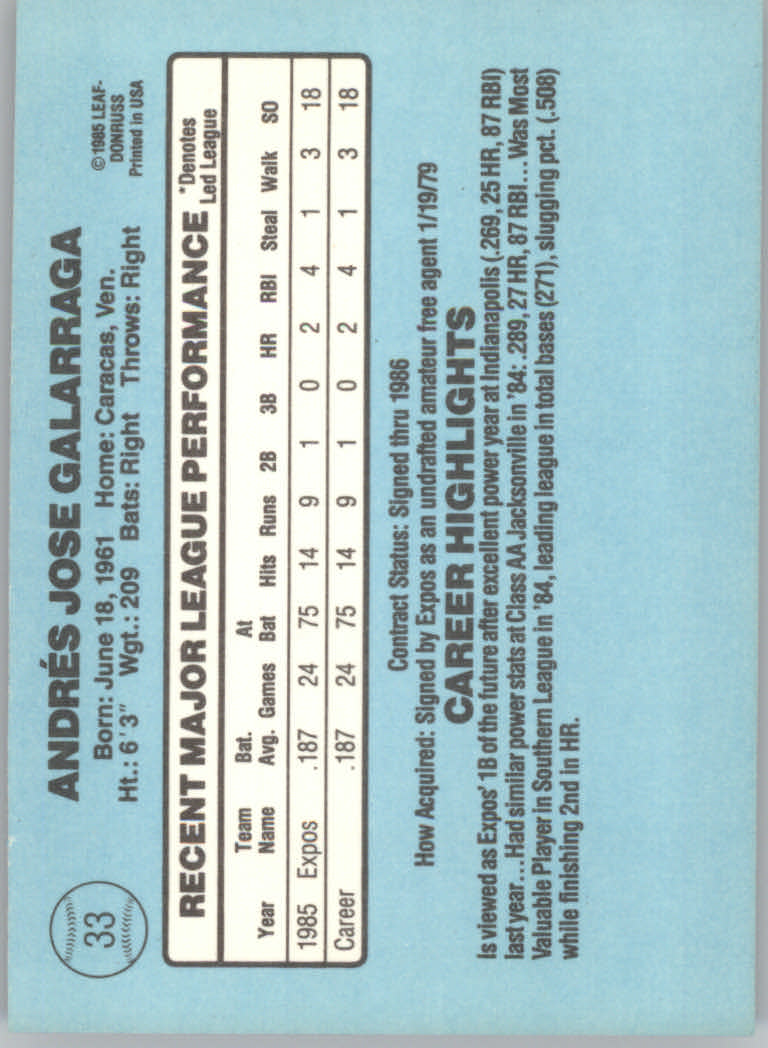 33
ANDRÉS JOSE GALARRAGA
Born: June 18, 1961 Home: Caracas, Ven.
Ht.: 6'3" Wgt.: 209 Bats: Right Throws: Right
© 1985 LEAF-
DONRUSS
Printed in USA
RECENT MAJOR LEAGUE PERFORMANCE
*Denotes
Led League
Team Bat. At
Year Name Avg. Games Bat Hits Runs 2B 3B HR RBI Steal Walk SO
1985 Expos .187 24 75 14 9 1 0 2 4 1 3 18
Career .187 24 75 14 9 1 0 2 4 1 3 18
Contract Status: Signed thru 1986
How Acquired: Signed by Expos as an undrafted amateur free agent 1/19/79
CAREER HIGHLIGHTS
Is viewed as Expos' 1B of the future after excellent power year at Indianapolis (.269, 25 HR, 87 RBI)
last year...Had similar power stats at Class AA Jacksonville in '84: .289, 27 HR, 87 RBI... Was Most
Valuable Player in Southern League in '84, leading league in total bases (271), slugging pct. (.508)
while finishing 2nd in HR.